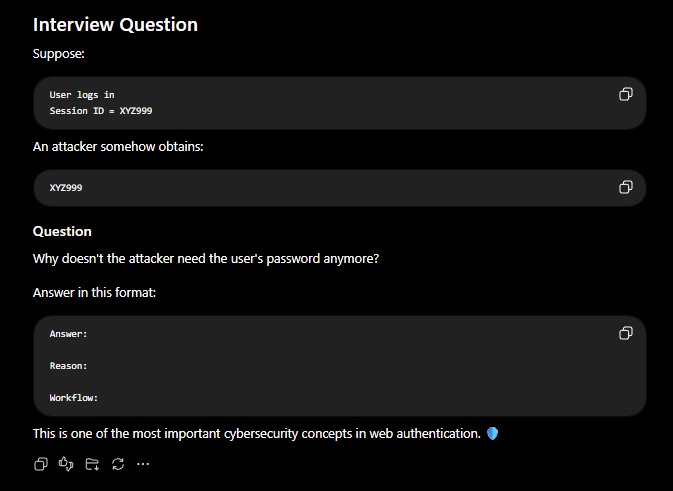 Interview Question
Suppose:
User logs in
Session ID = XYZ999
An attacker somehow obtains:
XYZ999
Question
Why doesn't the attacker need the user's password anymore?
Answer in this format:
Answer:
Reason:
Workflow:
This is one of the most important cybersecurity concepts in web authentication.